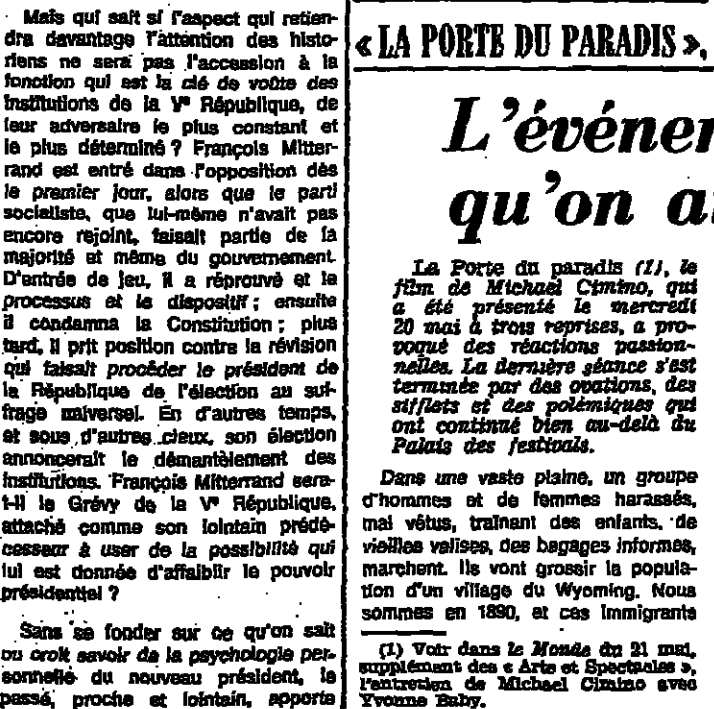 Mais qui sait si l'aspect qui retien-
dra davantage l'attention des histo-
riens ne sera pas l'accession à la
fonction qui est la clé de voûte des
institutions de la Vᵉ République, de
leur adversaire le plus constant et
le plus déterminé ? François Mitter-
rand est entré dans l'opposition dès
le premier jour, alors que le parti
socialiste, que lui-même n'avait pas
encore rejoint, faisait partie de la
majorité et même du gouvernement.
D'entrée de jeu, il a réprouvé et le
processus et le dispositif ; ensuite
il condamna la Constitution ; plus
tard, il prit position contre la révision
qui faisait procéder le président de
la République de l'élection au suf-
frage universel. En d'autres temps,
et sous d'autres cieux, son élection
annoncerait le démantèlement des
institutions. François Mitterrand sera-
t-il le Grévy de la Vᵉ République,
attaché comme son lointain prédé-
cesseur à user de la possibilité qui
lui est donnée d'affaiblir le pouvoir
présidentiel ?
Sans se fonder sur ce qu'on sait
ou croit savoir de la psychologie per-
sonnelle du nouveau président, le
passé, proche et lointain, apporte
« LA PORTE DU PARADIS »,
L'événe
qu'on a
La Porte du paradis (1), le
film de Michael Cimino, qui
a été présenté le mercredi
20 mai à trois reprises, a pro-
voqué des réactions passion-
nelles. La dernière séance s'est
terminée par des ovations, des
sifflets et des polémiques qui
ont continué bien au-delà du
Palais des festivals.
Dans une vaste plaine, un groupe
d'hommes et de femmes harassés,
mal vêtus, traînant des enfants, de
vieilles valises, des bagages informes,
marchent. Ils vont grossir la popula-
tion d'un village du Wyoming. Nous
sommes en 1890, et ces immigrants
(1) Voir dans le Monde du 21 mai,
supplément des « Arts et Spectacles »,
l'entretien de Michael Cimino avec
Yvonne Baby.